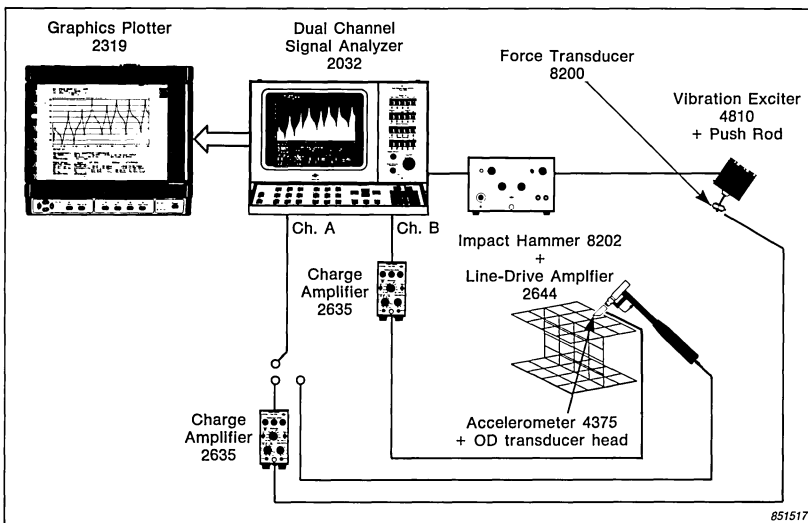 Graphics Plotter
2319
Dual Channel
Signal Analyzer
2032
Force Transducer
8200
Vibration Exciter
4810
+ Push Rod
Ch. A
Ch. B
Impact Hammer 8202
+
Line-Drive Amplfier
2644
Charge
Amplifier
2635
Charge
Amplifier
2635
Accelerometer 4375
+ OD transducer head
851517